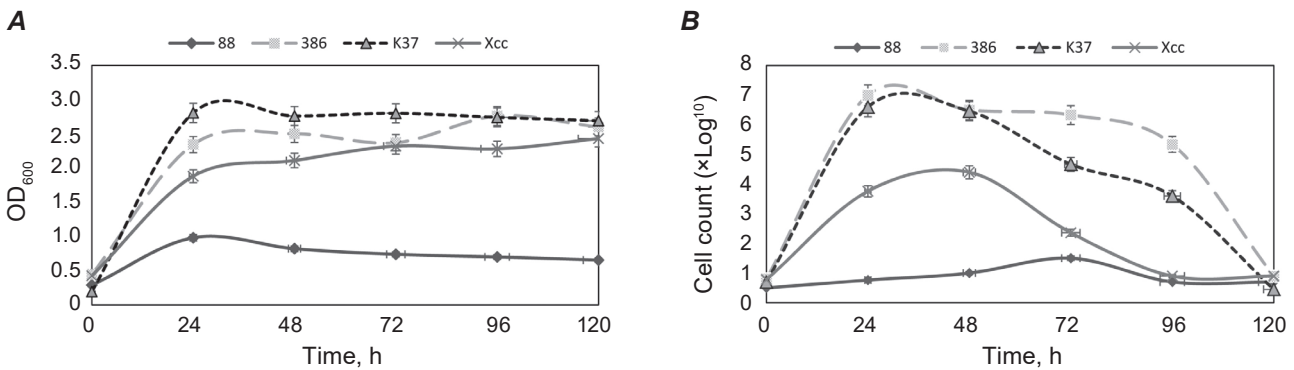 A
88 386 K37 Xcc
3.5
3.0
2.5
2.0
1.5
1.0
0.5
0
OD600
0 24 48 72 96 120
Time, h
B
88 386 K37 Xcc
8
7
6
5
4
3
2
1
0
Cell count (×Log10)
0 24 48 72 96 120
Time, h